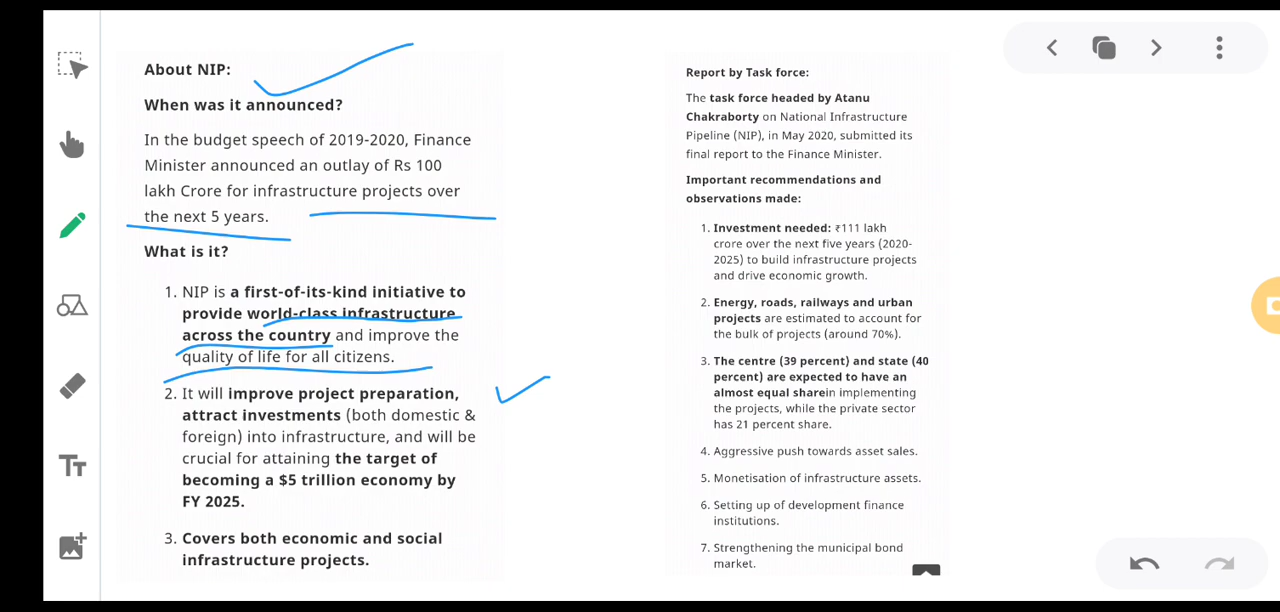 About NIP:
When was it announced?
In the budget speech of 2019-2020, Finance
Minister announced an outlay of Rs 100
lakh Crore for infrastructure projects over
the next 5 years.
What is it?
1. NIP is a first-of-its-kind initiative to
provide world-class infrastructure
across the country and improve the
quality of life for all citizens.
2. It will improve project preparation,
attract investments (both domestic &
foreign) into infrastructure, and will be
crucial for attaining the target of
becoming a $5 trillion economy by
FY 2025.
3. Covers both economic and social
infrastructure projects.
Report by Task force:
The task force headed by Atanu
Chakraborty on National Infrastructure
Pipeline (NIP), in May 2020, submitted its
final report to the Finance Minister.
Important recommendations and
observations made:
1. Investment needed: ₹111 lakh
crore over the next five years (2020-
2025) to build infrastructure projects
and drive economic growth.
2. Energy, roads, railways and urban
projects are estimated to account for
the bulk of projects (around 70%).
3. The centre (39 percent) and state (40
percent) are expected to have an
almost equal sharein implementing
the projects, while the private sector
has 21 percent share.
4. Aggressive push towards asset sales.
5. Monetisation of infrastructure assets.
6. Setting up of development finance
institutions.
7. Strengthening the municipal bond
market.
Tт